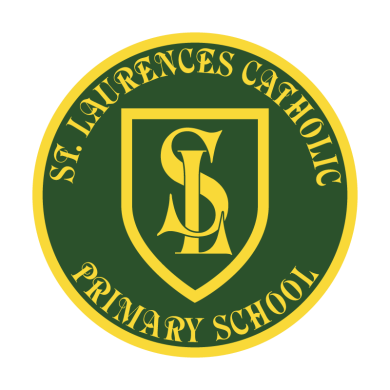 ST. LAURENCES CATHOLIC
SL
PRIMARY SCHOOL